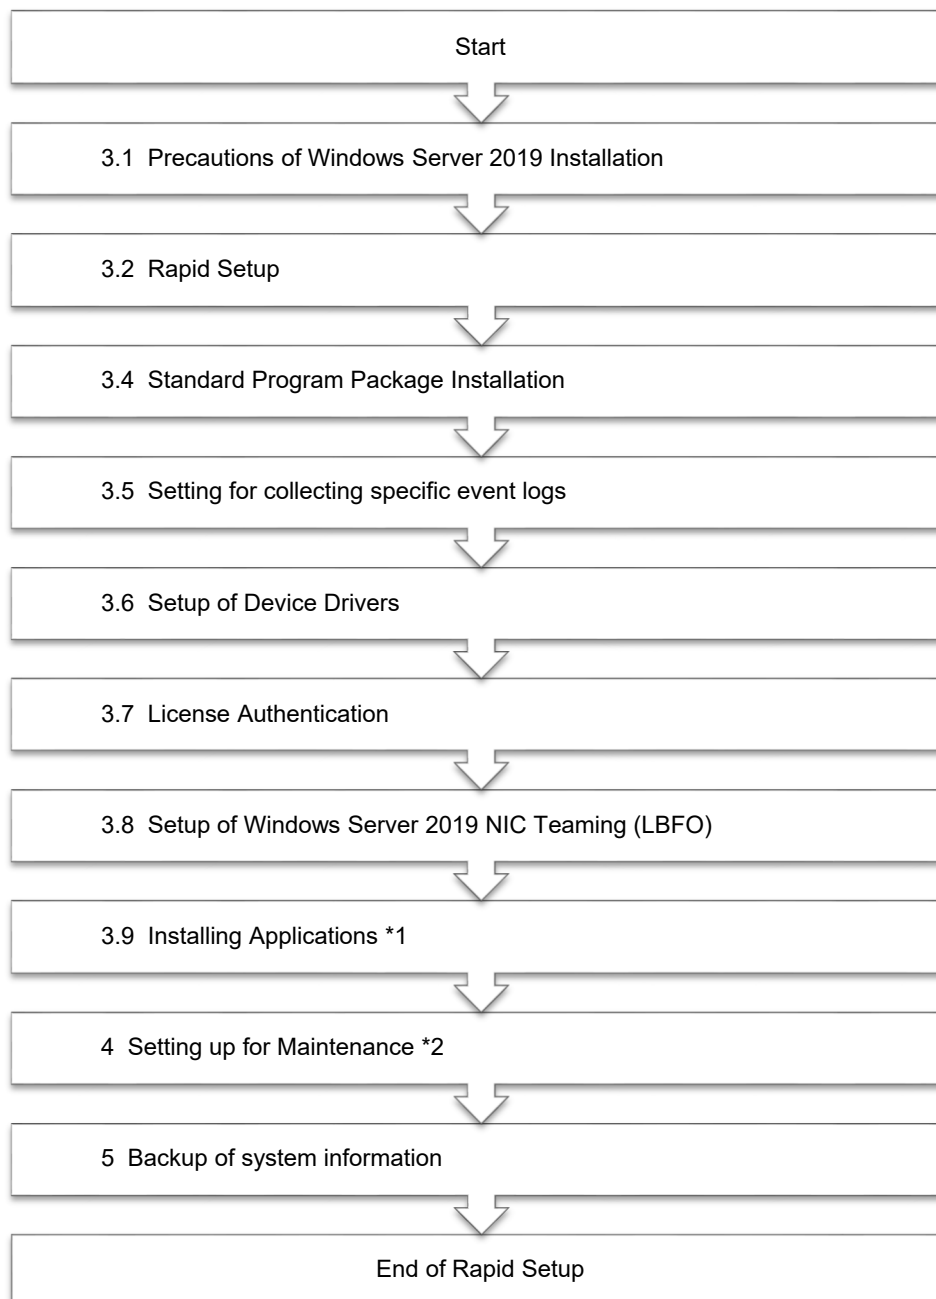 Start
3.1 Precautions of Windows Server 2019 Installation
3.2 Rapid Setup
3.4 Standard Program Package Installation
3.5 Setting for collecting specific event logs
3.6 Setup of Device Drivers
3.7 License Authentication
3.8 Setup of Windows Server 2019 NIC Teaming (LBFO)
3.9 Installing Applications *1
4 Setting up for Maintenance *2
5 Backup of system information
End of Rapid Setup